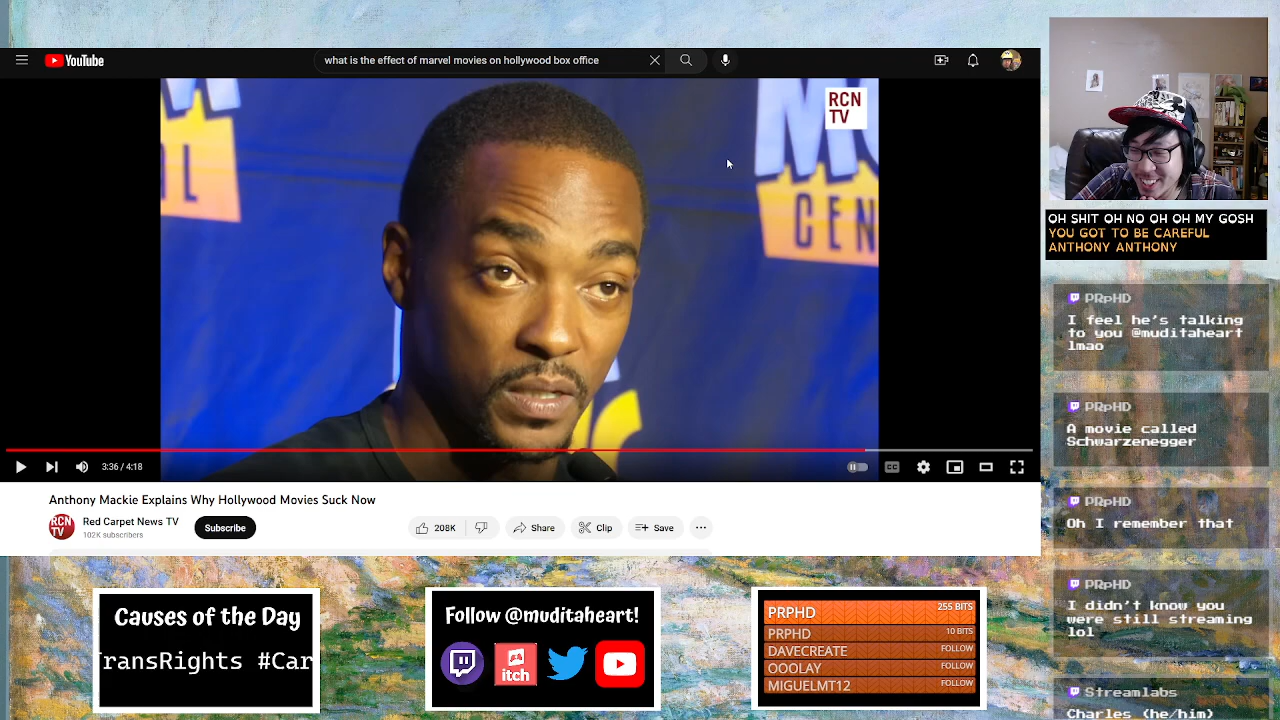 YouTube
what is the effect of marvel movies on hollywood box office
RCN
TV
CEN
3:36 / 4:18
CC
Anthony Mackie Explains Why Hollywood Movies Suck Now
RCN
TV
Red Carpet News TV
102K subscribers
Subscribe
208K
Share
Clip
Save
OH SHIT OH NO OH OH MY GOSH
YOU GOT TO BE CAREFUL
ANTHONY ANTHONY
PRpHD
I feel he's talking
to you @muditaheart
lmao
PRpHD
A movie called
Schwarzenegger
PRpHD
Oh I remember that
PRpHD
I didn't know you
were still streaming
lol
Streamlabs
Charles (he/him)
Causes of the Day
TransRights #Car
Follow @muditaheart!
itch
PRPHD 255 BITS
PRPHD 10 BITS
DAVECREATE FOLLOW
OOOLAY FOLLOW
MIGUELMT12 FOLLOW